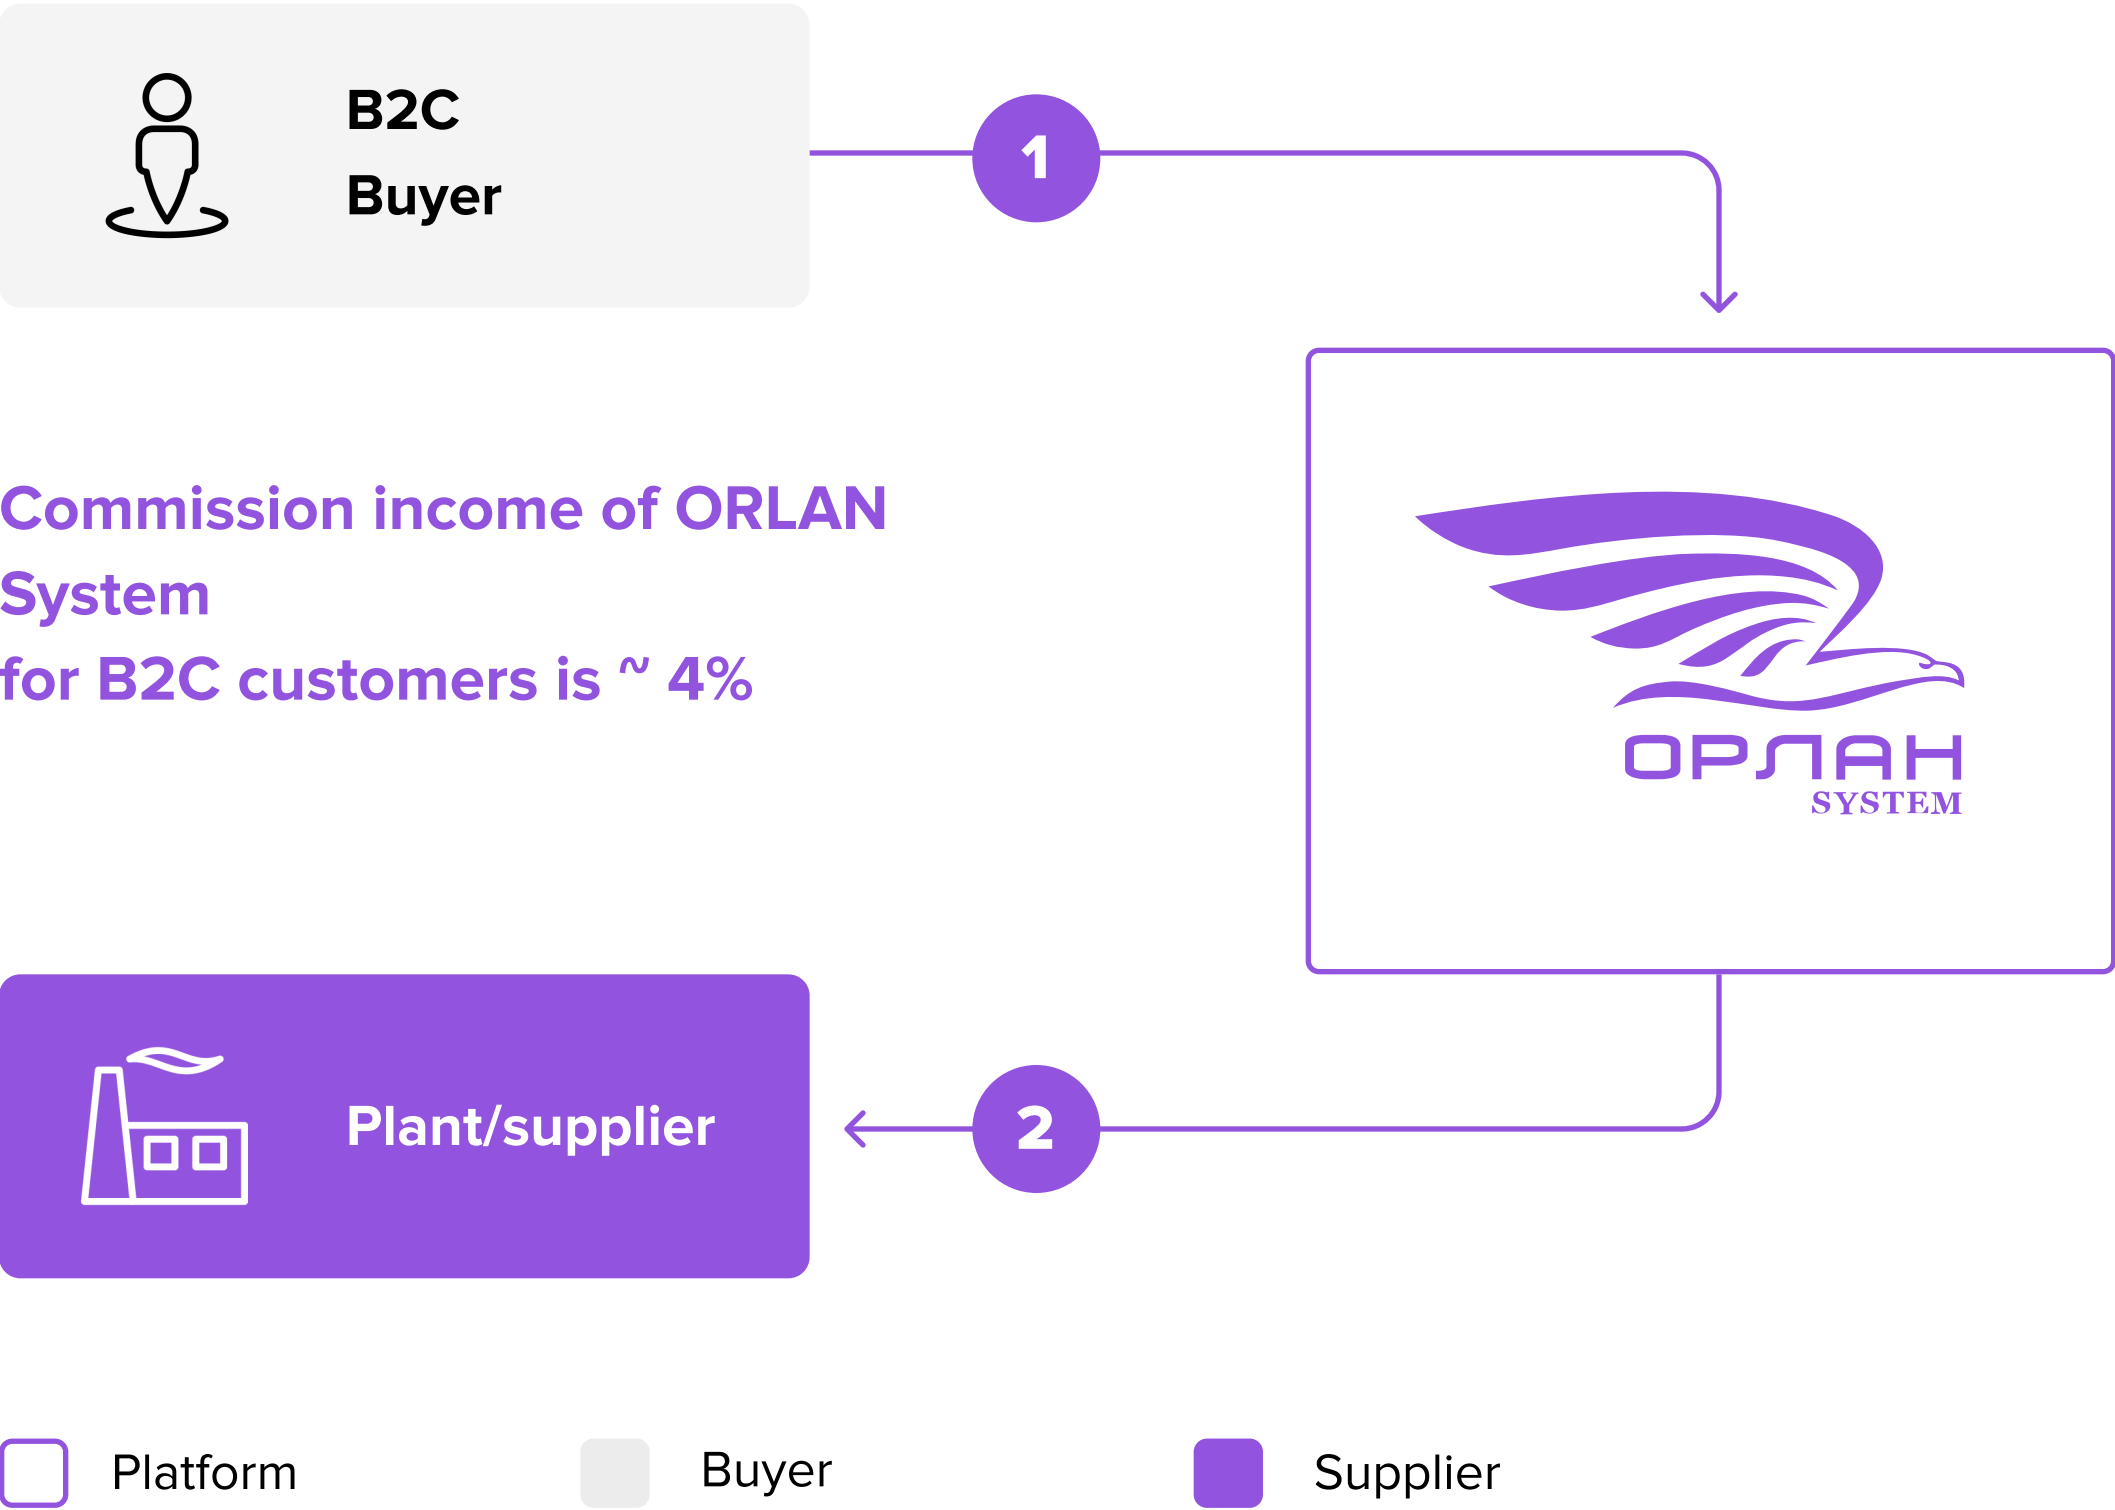 B2C
Buyer
1
Commission income of ORLAN
System
for B2C customers is ~ 4%
ОРЛАН
SYSTEM
Plant/supplier
2
Platform
Buyer
Supplier